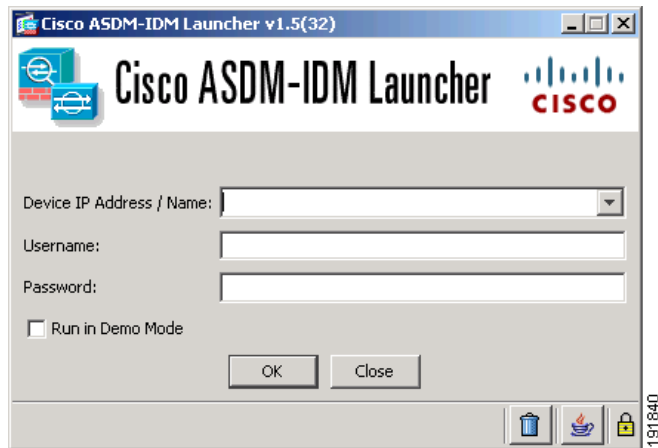 Cisco ASDM-IDM Launcher v1.5(32)
Cisco ASDM-IDM Launcher
CISCO
Device IP Address / Name:
Username:
Password:
Run in Demo Mode
OK Close
191840